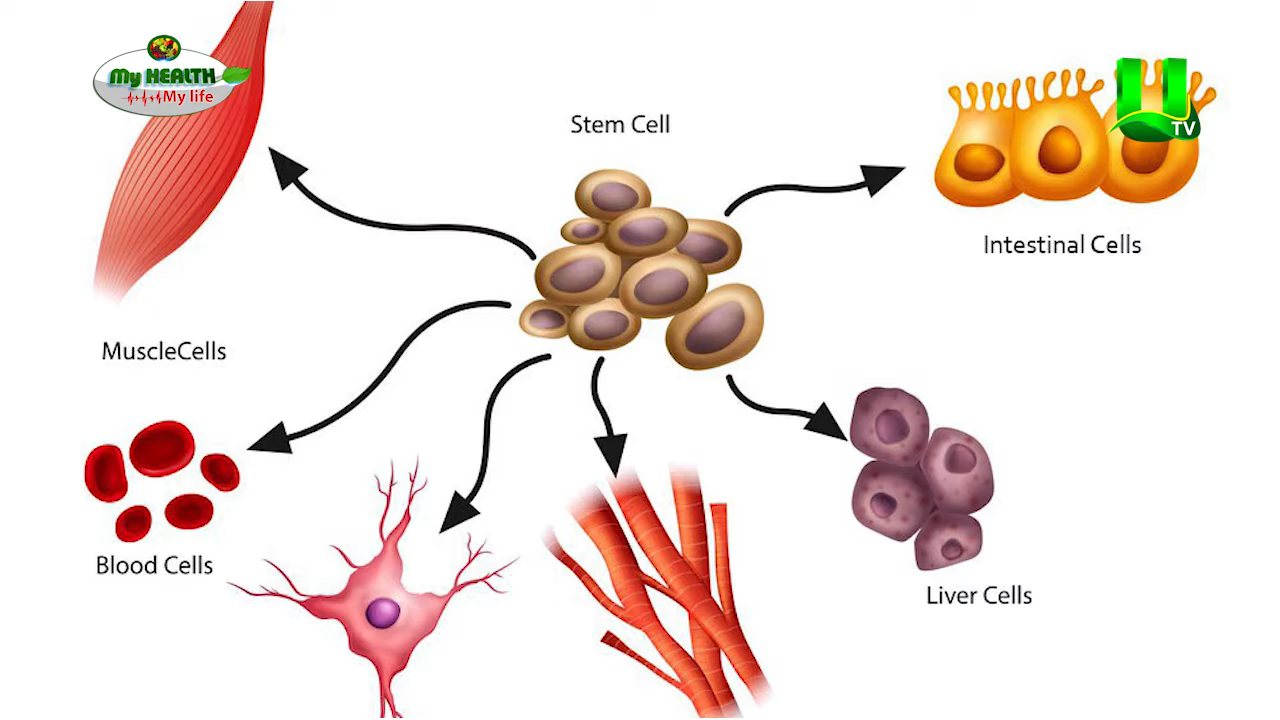 My HEALTH
My life
TV
Stem Cell
Intestinal Cells
MuscleCells
Blood Cells
Liver Cells